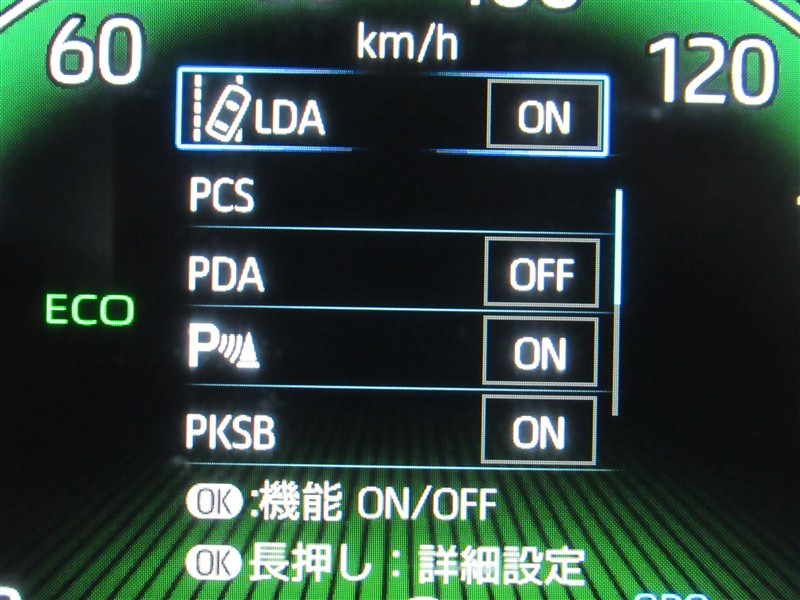 60
km/h
120
LDA ON
PCS
PDA OFF
ECO
P ON
PKSB ON
OK :機能 ON/OFF
OK 長押し：詳細設定